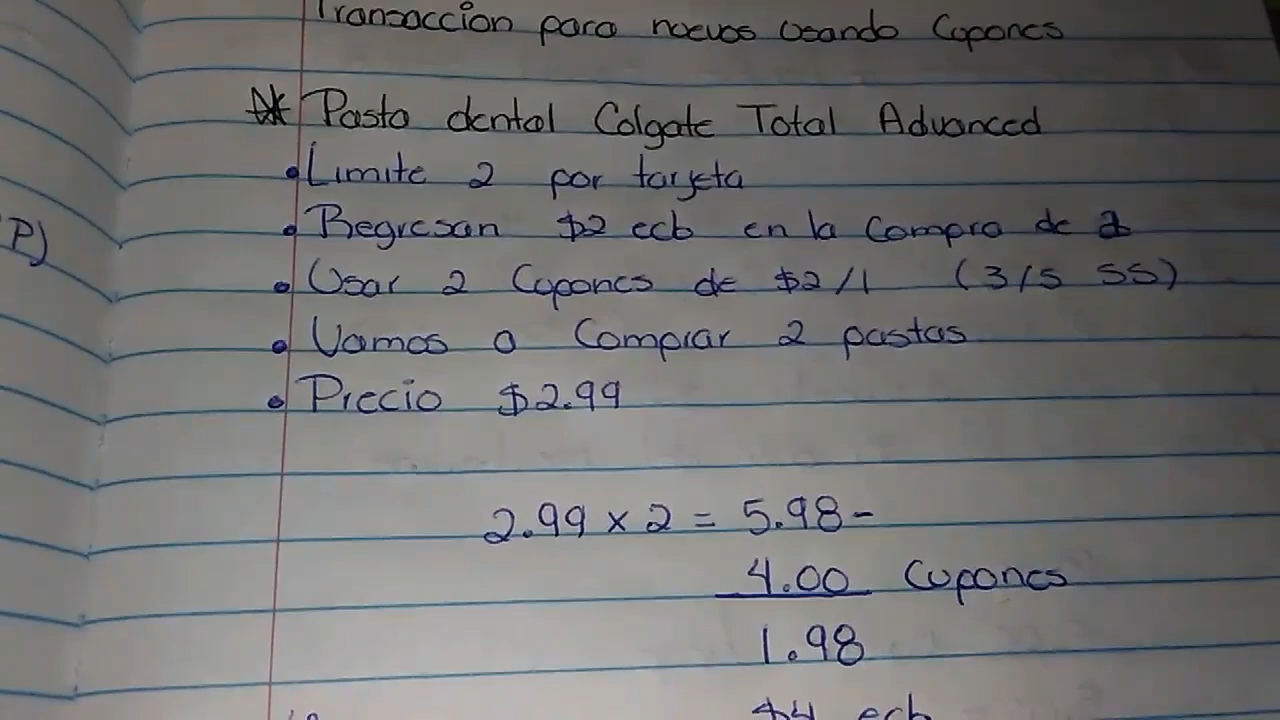 Transaccion para nuevos usando Cupones
Pasta dental Colgate Total Advanced
• Limite 2 por tarjeta
• Regresan $2 ecb en la compra de
P)
• Usar 2 Cupones de $2/1 (3/5 SS)
• Vamos a Comprar 2 pastas
• Precio $2.99
2.99 x 2 = 5.98-
4.00 Cupones
1.98
$4 ecb